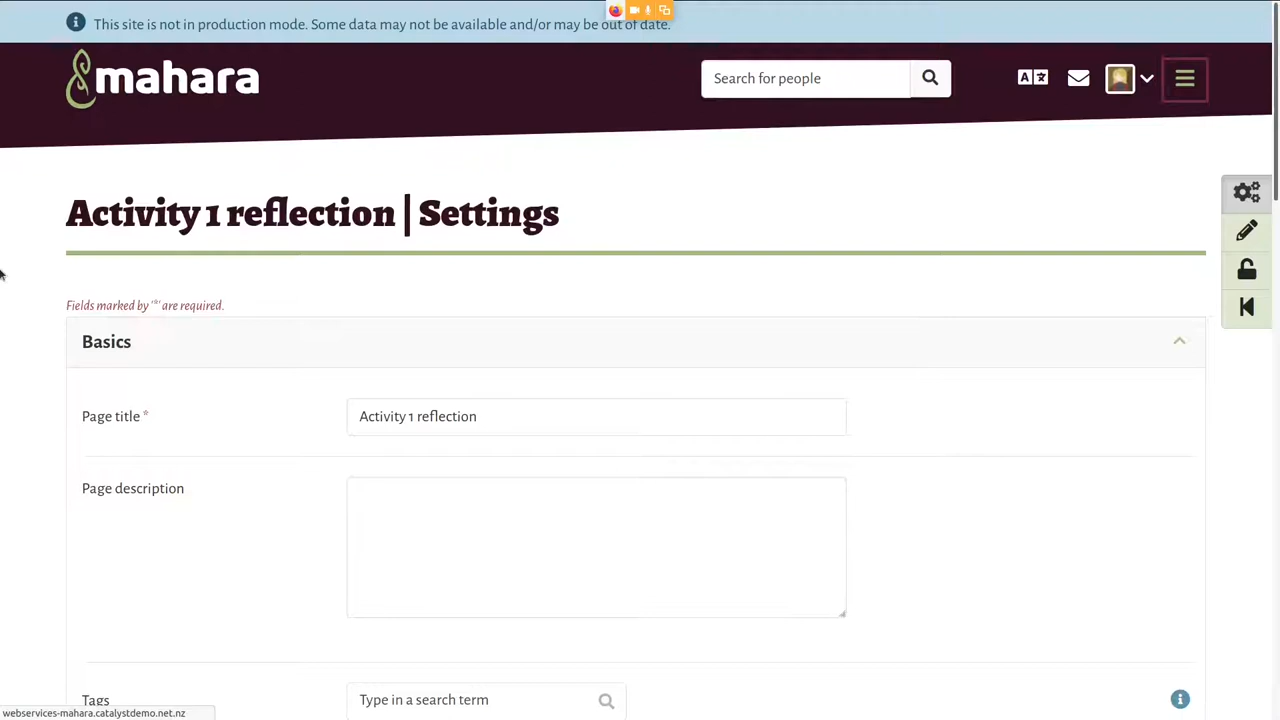 This site is not in production mode. Some data may not be available and/or may be out of date.
mahara
Search for people
Activity 1 reflection | Settings
Fields marked by '*' are required.
Basics
Page title *
Activity 1 reflection
Page description
Tags
Type in a search term
webservices-mahara.catalystdemo.net.nz